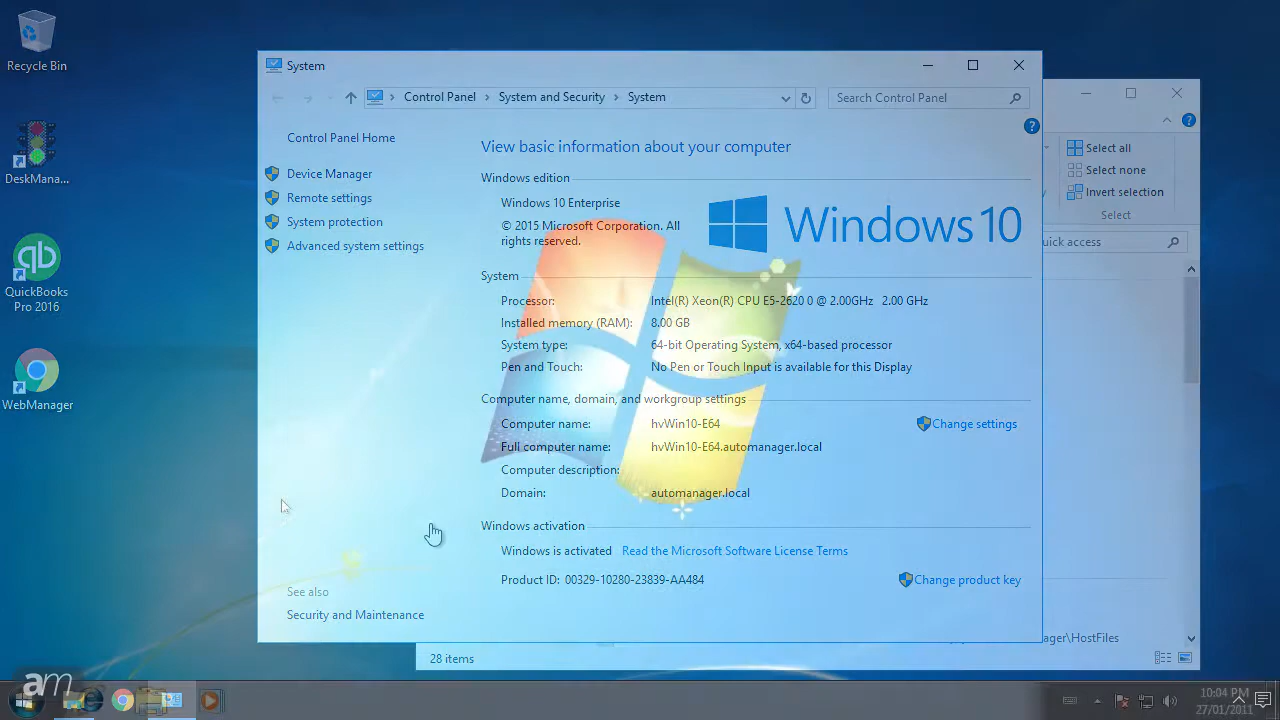 Recycle Bin
DeskMana...
QuickBooks
Pro 2016
WebManager
System
Control Panel
System and Security
System
Search Control Panel
Control Panel Home
Device Manager
Remote settings
System protection
Advanced system settings
See also
Security and Maintenance
View basic information about your computer
Windows edition
Windows 10 Enterprise
© 2015 Microsoft Corporation. All
rights reserved.
Windows 10
System
Processor: Intel(R) Xeon(R) CPU E5-2620 0 @ 2.00GHz 2.00 GHz
Installed memory (RAM): 8.00 GB
System type: 64-bit Operating System, x64-based processor
Pen and Touch: No Pen or Touch Input is available for this Display
Computer name, domain, and workgroup settings
Computer name: hvWin10-E64
Change settings
Full computer name: hvWin10-E64.automanager.local
Computer description:
Domain: automanager.local
Windows activation
Windows is activated Read the Microsoft Software License Terms
Product ID: 00329-10280-23839-AA484
Change product key
Select all
Select none
Invert selection
Select
uick access
ager\HostFiles
28 items
am
10:04 PM
27/01/2011